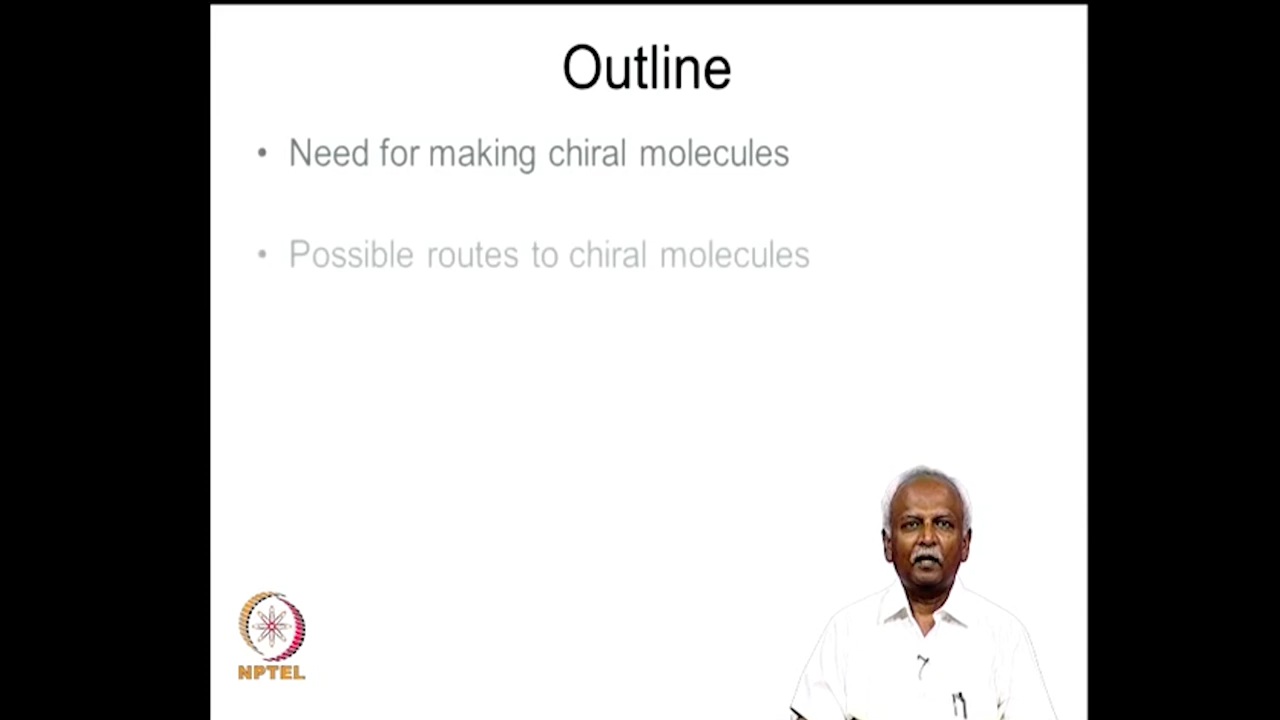 Outline
• Need for making chiral molecules
• Possible routes to chiral molecules
NPTEL